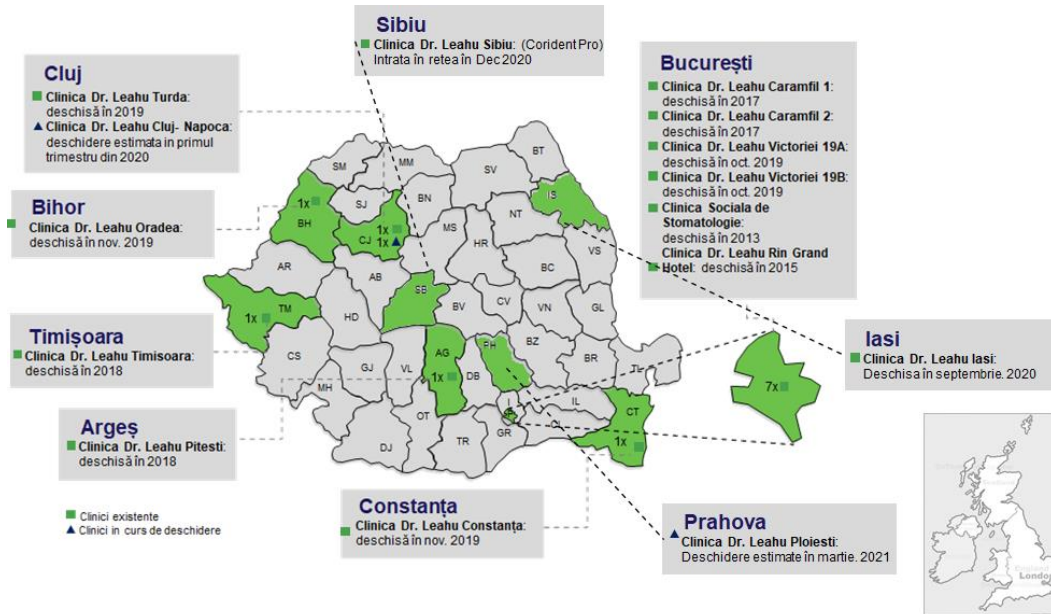 Sibiu
Clinica Dr. Leahu Sibiu: (Corident Pro)
Intrata în retea în Dec 2020
București
Clinica Dr. Leahu Caramfil 1:
deschisă în 2017
Clinica Dr. Leahu Caramfil 2:
deschisă în 2017
Clinica Dr. Leahu Victoriei 19A:
deschisă în oct. 2019
Clinica Dr. Leahu Victoriei 19B:
deschisă în oct. 2019
Clinica Sociala de
Stomatologie:
deschisă în 2013
Clinica Dr. Leahu Rin Grand
Hotel: deschisă în 2015
Cluj
Clinica Dr. Leahu Turda:
deschisă în 2019
Clinica Dr. Leahu Cluj- Napoca:
deschidere estimata in primul
trimestru din 2020
Bihor
Clinica Dr. Leahu Oradea:
deschisă în nov. 2019
Timișoara
Clinica Dr. Leahu Timisoara:
deschisă în 2018
Argeș
Clinica Dr. Leahu Pitesti:
deschisă în 2018
Clinici existente
Clinici in curs de deschidere
Constanța
Clinica Dr. Leahu Constanța:
deschisă în nov. 2019
Prahova
Clinica Dr. Leahu Ploiesti:
Deschidere estimate în martie. 2021
Iasi
Clinica Dr. Leahu Iasi:
Deschisa în septembrie. 2020
BT
SM
MM
SV
IS
1x
BH
SJ
BN
NT
1x
CJ
1x
MS
HR
VS
AR
AB
BC
SB
1x
TM
HD
BV
CV
VN
GL
CS
GJ
VL
AG
1x
DB
PH
BZ
BR
TL
MH
OT
I
IL
CT
1x
DJ
TR
GR
CL
7x
London